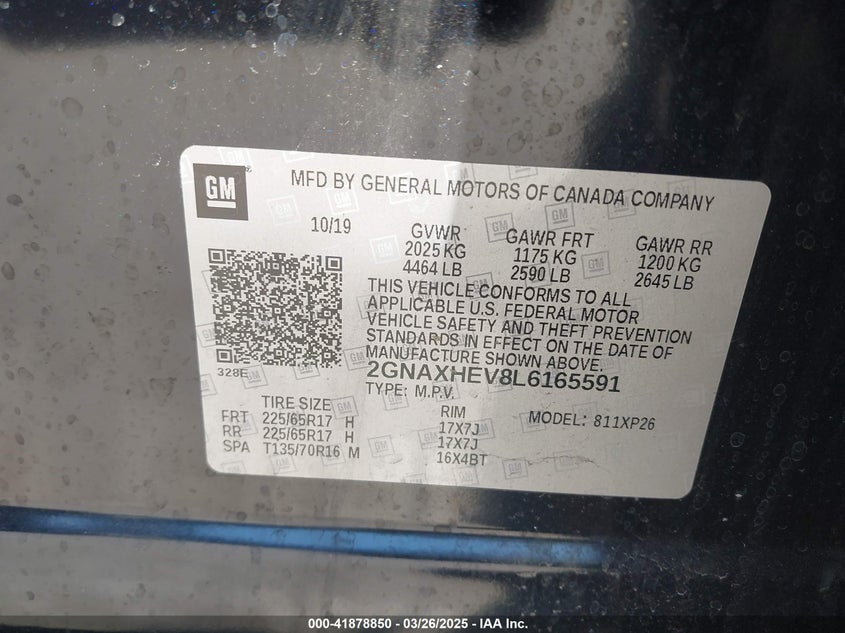 GM
MFD BY GENERAL MOTORS OF CANADA COMPANY
10/19
GVWR GAWR FRT GAWR RR
2025 KG 1175 KG 1200 KG
4464 LB 2590 LB 2645 LB
THIS VEHICLE CONFORMS TO ALL
APPLICABLE U.S. FEDERAL MOTOR
VEHICLE SAFETY AND THEFT PREVENTION
STANDARDS IN EFFECT ON THE DATE OF
MANUFACTURE SHOWN ABOVE.
328E
2GNAXHEV8L6165591
TYPE: M.P.V.
TIRE SIZE RIM MODEL: 811XP26
FRT 225/65R17 H 17X7J
RR 225/65R17 H 17X7J
SPA T135/70R16 M 16X4BT
000-41878850 | 03/26/2025 — IAA Inc.